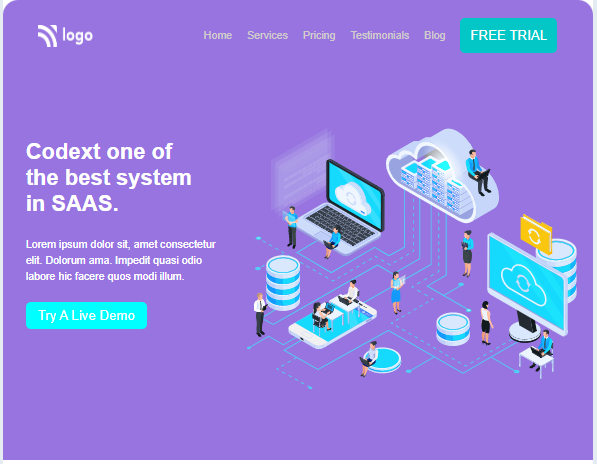 logo
Home Services Pricing Testimonials Blog FREE TRIAL
Codext one of
the best system
in SAAS.
Lorem ipsum dolor sit, amet consectetur
elit. Dolorum ama. Impedit quasi odio
labore hic facere quos modi illum.
Try A Live Demo